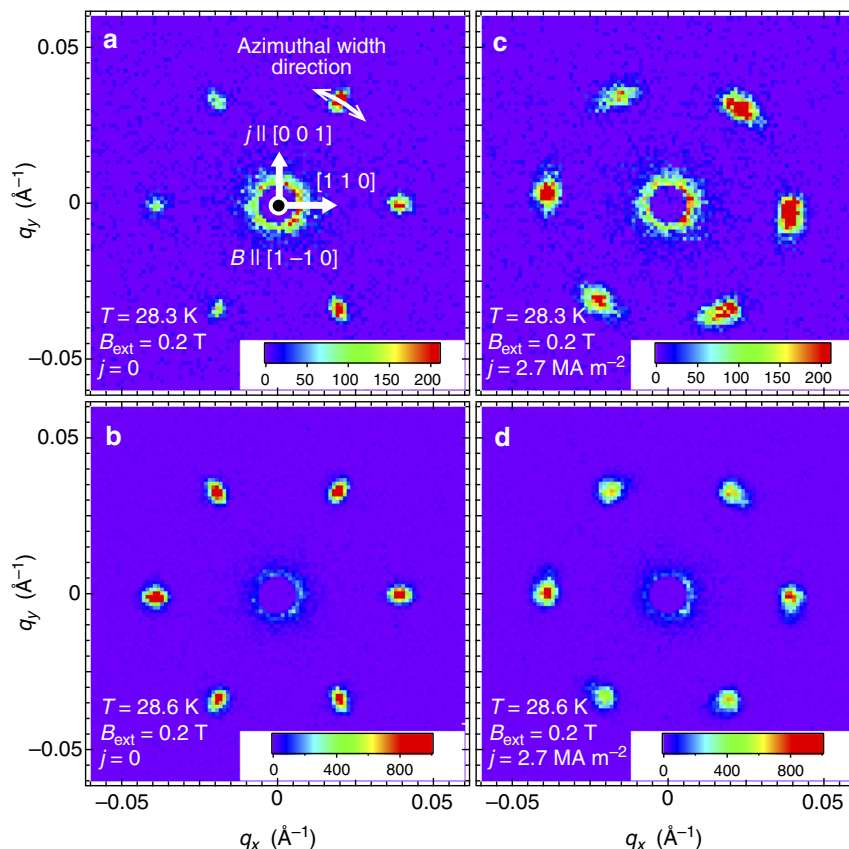 a
Azimuthal width
direction
j || [0 0 1]
[1 1 0]
B || [1 −1 0]
T = 28.3 K
B_ext = 0.2 T
j = 0
0 50 100 150 200
0.05
0
−0.05
q_y (Å⁻¹)
c
T = 28.3 K
B_ext = 0.2 T
j = 2.7 MA m⁻²
0 50 100 150 200
b
T = 28.6 K
B_ext = 0.2 T
j = 0
0 400 800
0.05
0
−0.05
q_y (Å⁻¹)
−0.05 0 0.05
q_x (Å⁻¹)
d
T = 28.6 K
B_ext = 0.2 T
j = 2.7 MA m⁻²
0 400 800
−0.05 0 0.05
q_x (Å⁻¹)